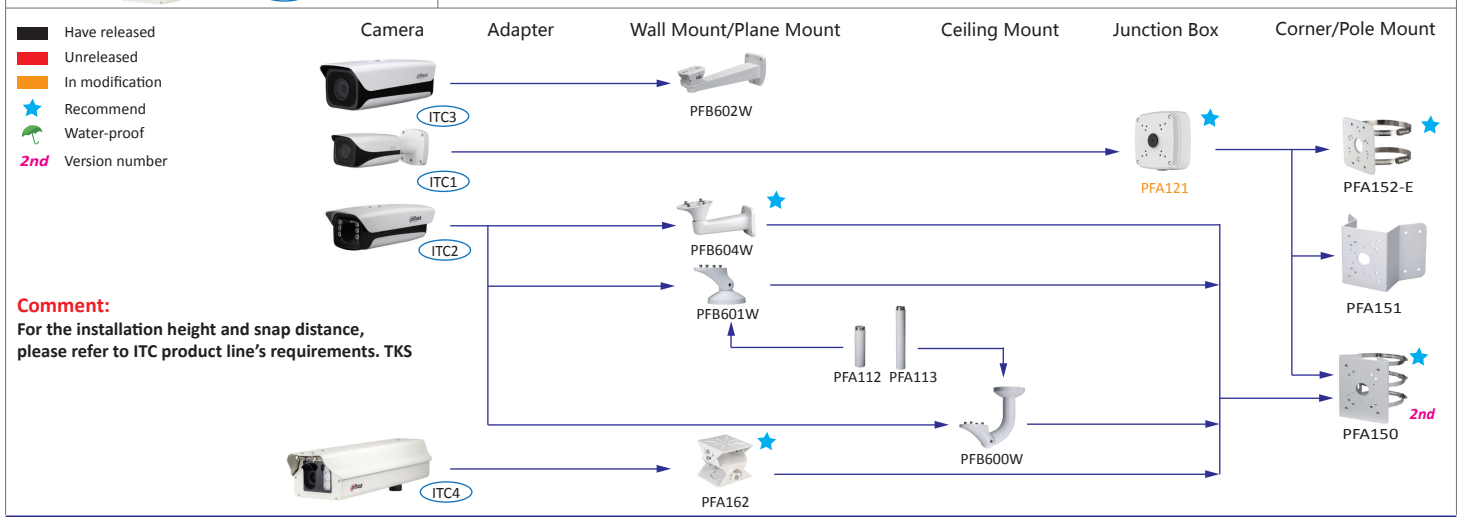 Have released
Unreleased
In modification
Recommend
Water-proof
2nd Version number
Camera Adapter Wall Mount/Plane Mount Ceiling Mount Junction Box Corner/Pole Mount
ITC3
PFB602W
ITC1
PFA121
PFA152-E
ITC2
PFB604W
PFB601W
PFA151
Comment:
For the installation height and snap distance,
please refer to ITC product line's requirements. TKS
PFA112 PFA113
PFB600W
2nd
PFA150
alhua
ITC4
PFA162